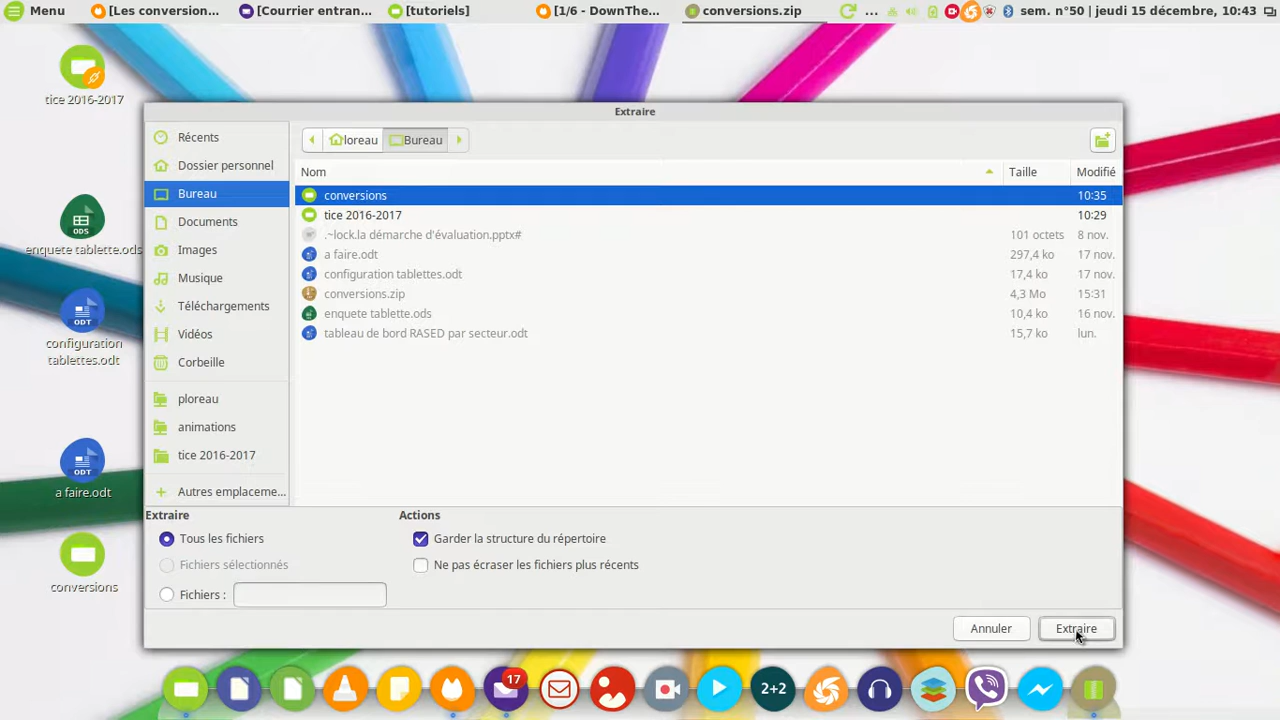 Menu [Les conversion... [Courrier entran... [tutoriels] [1/6 - DownThe... conversions.zip ... sem. n°50 | jeudi 15 décembre, 10:43
tice 2016-2017
enquete tablette.ods
configuration
tablettes.odt
a faire.odt
conversions
Extraire
Récents
Dossier personnel
Bureau
Documents
Images
Musique
Téléchargements
Vidéos
Corbeille
ploreau
animations
tice 2016-2017
Autres emplaceme...
loreau Bureau
Nom Taille Modifié
conversions 10:35
tice 2016-2017 10:29
.~lock.la démarche d'évaluation.pptx# 101 octets 8 nov.
a faire.odt 297,4 ko 17 nov.
configuration tablettes.odt 17,4 ko 17 nov.
conversions.zip 4,3 Mo 15:31
enquete tablette.ods 10,4 ko 16 nov.
tableau de bord RASED par secteur.odt 15,7 ko lun.
Extraire
Tous les fichiers
Fichiers sélectionnés
Fichiers :
Actions
Garder la structure du répertoire
Ne pas écraser les fichiers plus récents
Annuler Extraire
ODS
ODT
ODT
17
2+2